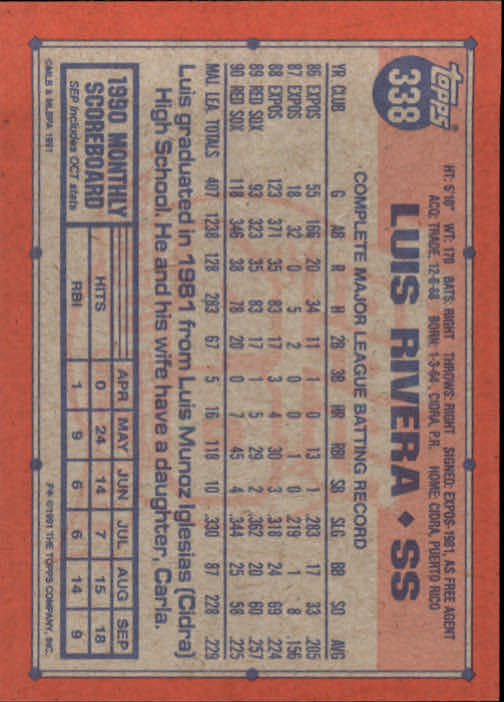 TOPPS
338
LUIS RIVERA ♦ SS
HT: 5'10" WT: 170 BATS: RIGHT THROWS: RIGHT SIGNED: EXPOS-1981, AS FREE AGENT
ACQ: TRADE, 12-8-88 BORN: 1-3-64, CIDRA, P.R. HOME: CIDRA, PUERTO RICO
COMPLETE MAJOR LEAGUE BATTING RECORD
YR CLUB G AB R H 2B 3B HR RBI SB SLG BB SO AVG
86 EXPOS 55 166 20 34 11 1 0 13 1 .283 17 33 .205
87 EXPOS 18 32 0 5 2 0 0 1 0 .219 1 8 .156
88 EXPOS 123 371 35 83 17 3 4 30 3 .318 24 69 .224
89 RED SOX 93 323 35 83 17 1 5 29 2 .362 20 60 .257
90 RED SOX 118 346 38 78 20 0 7 45 4 .344 25 58 .225
MAJ. LEA. TOTALS 407 1238 128 283 67 5 16 118 10 .330 87 228 .229
Luis graduated in 1981 from Luis Munoz Iglesias (Cidra)
High School. He and his wife have a daughter, Carla.
1990 MONTHLY
SCOREBOARD
SEP Includes OCT stats
APR MAY JUN JUL AUG SEP
HITS 0 24 14 7 15 18
RBI 1 9 6 6 14 9
©MLB & MLBPA 1991
©1991 THE TOPPS COMPANY, INC.